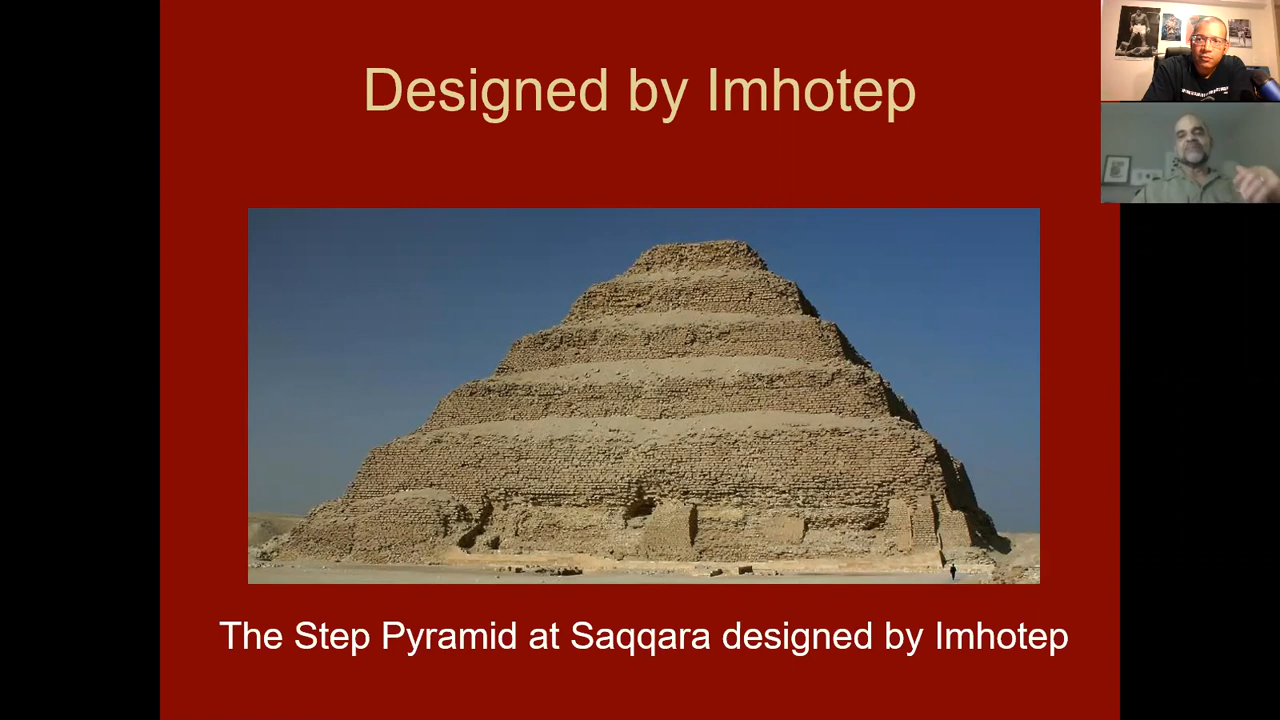 Designed by Imhotep
The Step Pyramid at Saqqara designed by Imhotep